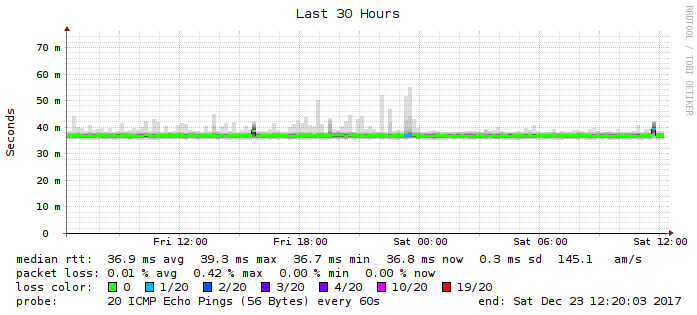 Last 30 Hours
RRDTOOL / TOBI OETIKER
Seconds
70 m
60 m
50 m
40 m
30 m
20 m
10 m
0
Fri 12:00 Fri 18:00 Sat 00:00 Sat 06:00 Sat 12:00
median rtt: 36.9 ms avg 39.3 ms max 36.7 ms min 36.8 ms now 0.3 ms sd 145.1 am/s
packet loss: 0.01 % avg 0.42 % max 0.00 % min 0.00 % now
loss color: 0 1/20 2/20 3/20 4/20 10/20 19/20
probe: 20 ICMP Echo Pings (56 Bytes) every 60s end: Sat Dec 23 12:20:03 2017